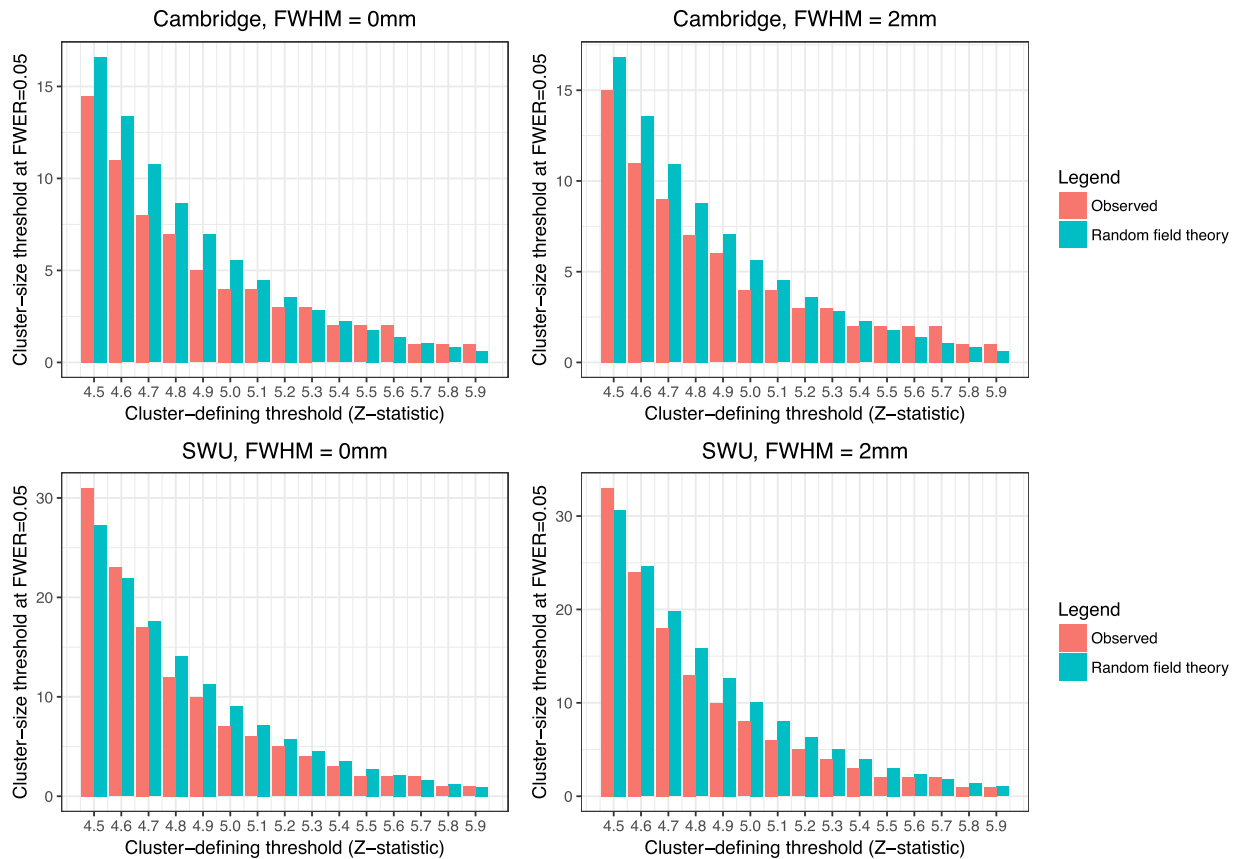 Cambridge, FWHM = 0mm
Cluster−size threshold at FWER=0.05
15
10
5
0
4.5 4.6 4.7 4.8 4.9 5.0 5.1 5.2 5.3 5.4 5.5 5.6 5.7 5.8 5.9
Cluster−defining threshold (Z−statistic)
Cambridge, FWHM = 2mm
Cluster−size threshold at FWER=0.05
15
10
5
0
4.5 4.6 4.7 4.8 4.9 5.0 5.1 5.2 5.3 5.4 5.5 5.6 5.7 5.8 5.9
Cluster−defining threshold (Z−statistic)
Legend
Observed
Random field theory
SWU, FWHM = 0mm
Cluster−size threshold at FWER=0.05
30
20
10
0
4.5 4.6 4.7 4.8 4.9 5.0 5.1 5.2 5.3 5.4 5.5 5.6 5.7 5.8 5.9
Cluster−defining threshold (Z−statistic)
SWU, FWHM = 2mm
Cluster−size threshold at FWER=0.05
30
20
10
0
4.5 4.6 4.7 4.8 4.9 5.0 5.1 5.2 5.3 5.4 5.5 5.6 5.7 5.8 5.9
Cluster−defining threshold (Z−statistic)
Legend
Observed
Random field theory